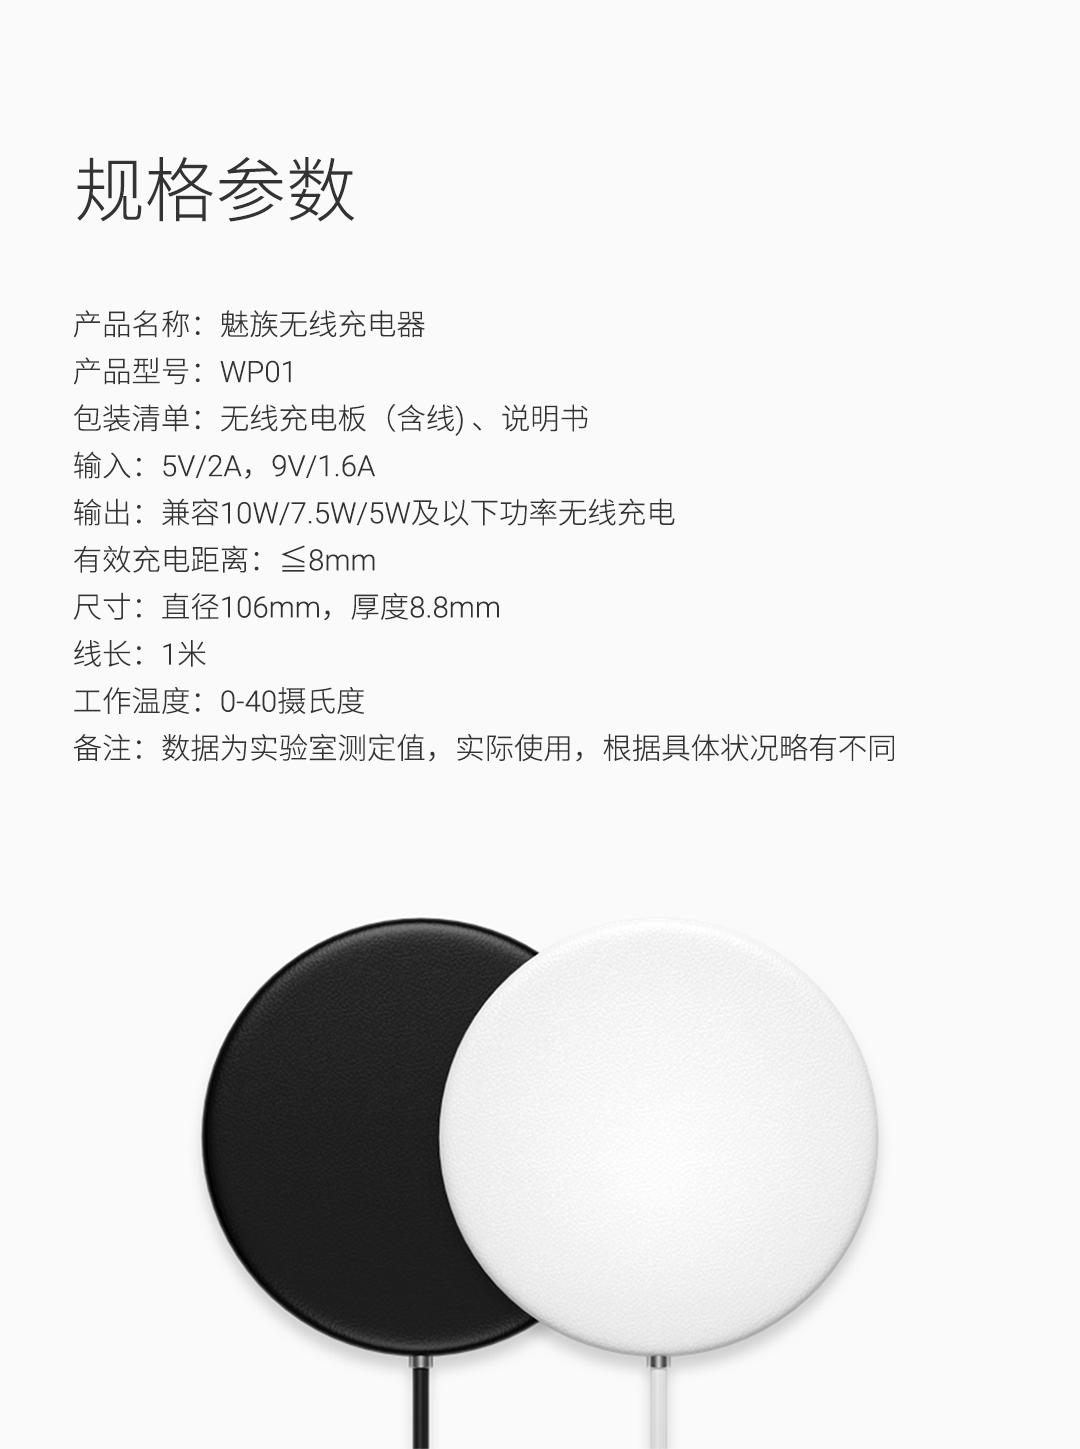 规格参数
产品名称：魅族无线充电器
产品型号：WP01
包装清单：无线充电板（含线)、说明书
输入：5V/2A，9V/1.6A
输出：兼容10W/7.5W/5W及以下功率无线充电
有效充电距离：≦8mm
尺寸：直径106mm，厚度8.8mm
线长：1米
工作温度：0-40摄氏度
备注：数据为实验室测定值，实际使用，根据具体状况略有不同